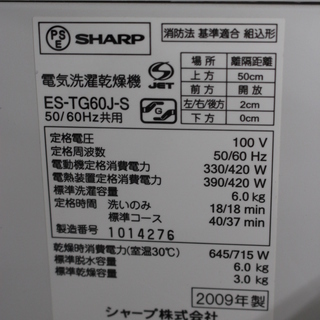 PS E
SHARP
消防法 基準適合 組込形
場所 離隔距離
上方 50cm
前方 開放
左/右/後方 2cm
下方 0cm
電気洗濯乾燥機
S JET
ES-TG60J-S
50/60Hz共用
G
定格電圧 100 V
定格周波数 50/60 Hz
電動機定格消費電力 330/420 W
電熱装置定格消費電力 390/420 W
標準洗濯容量 6.0kg
定格時間 洗いのみ 18/18 min
標準コース 40/37 min
製造番号 1014276
乾燥時消費電力(室温30℃) 645/715 W
標準脱水容量 6.0 kg
標準乾燥容量 3.0 kg
シャープ株式会社 2009年製